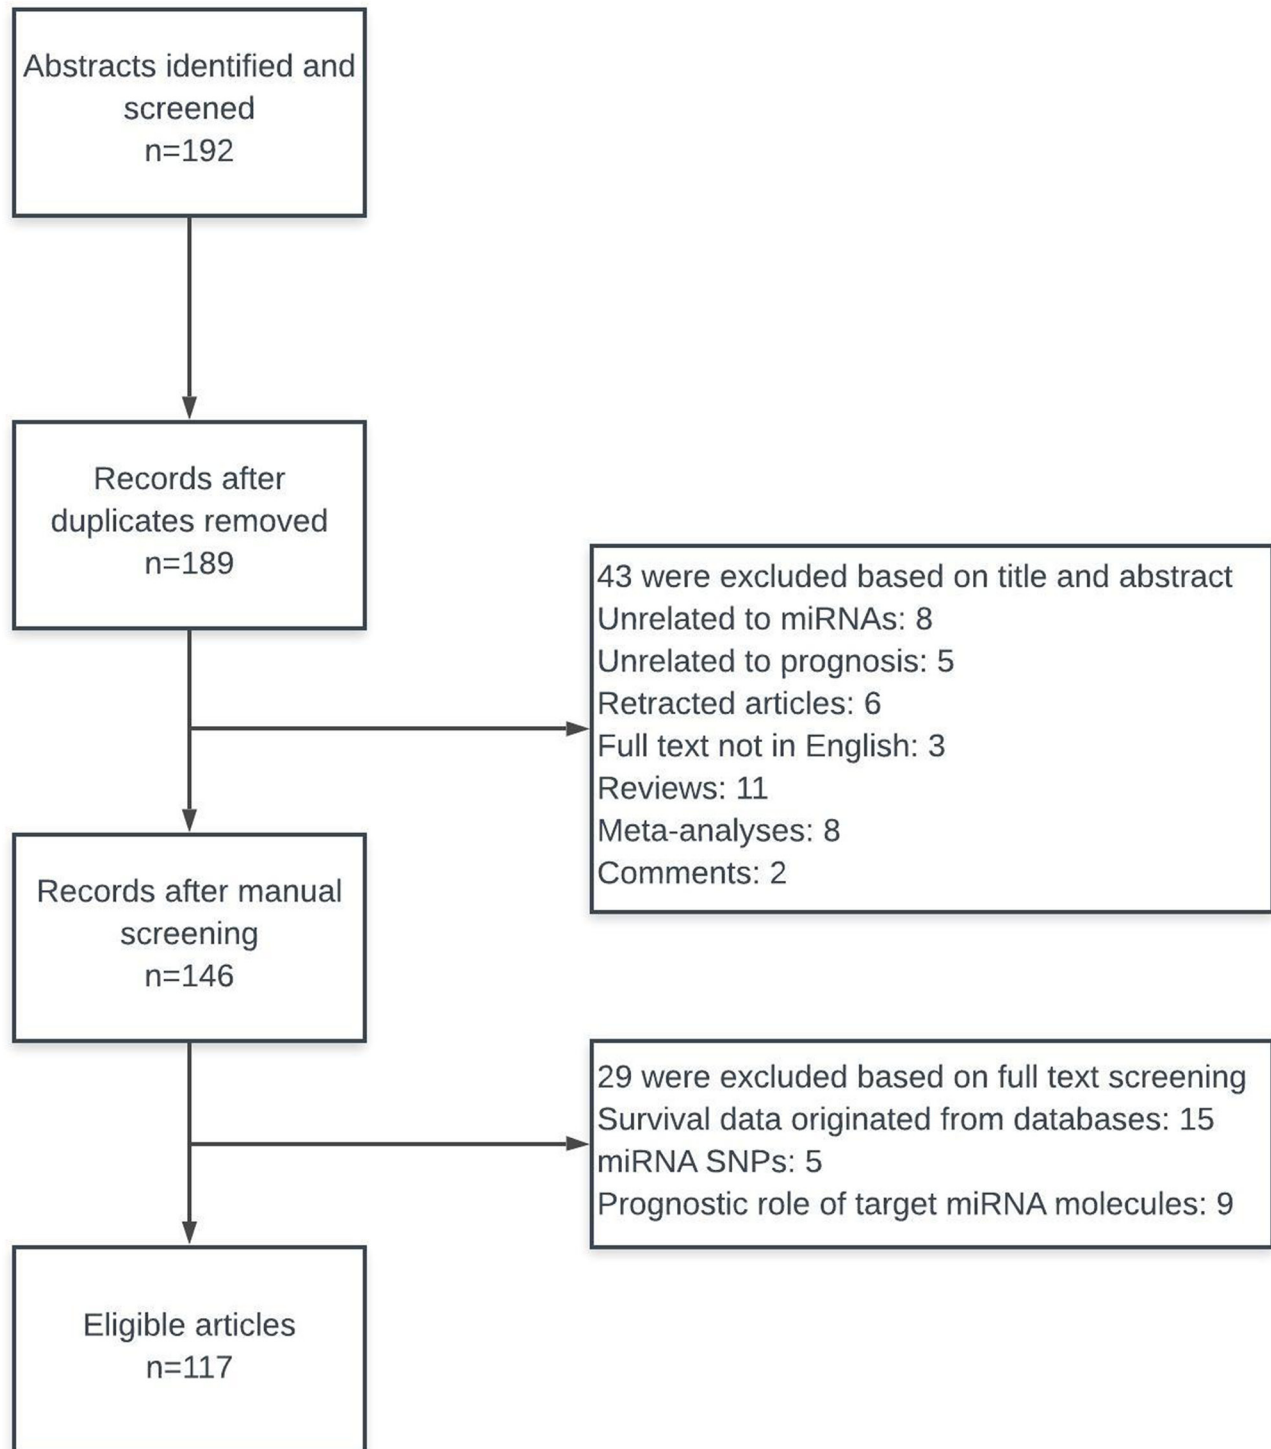 Abstracts identified and
screened
n=192
Records after
duplicates removed
n=189
43 were excluded based on title and abstract
Unrelated to miRNAs: 8
Unrelated to prognosis: 5
Retracted articles: 6
Full text not in English: 3
Reviews: 11
Meta-analyses: 8
Comments: 2
Records after manual
screening
n=146
29 were excluded based on full text screening
Survival data originated from databases: 15
miRNA SNPs: 5
Prognostic role of target miRNA molecules: 9
Eligible articles
n=117